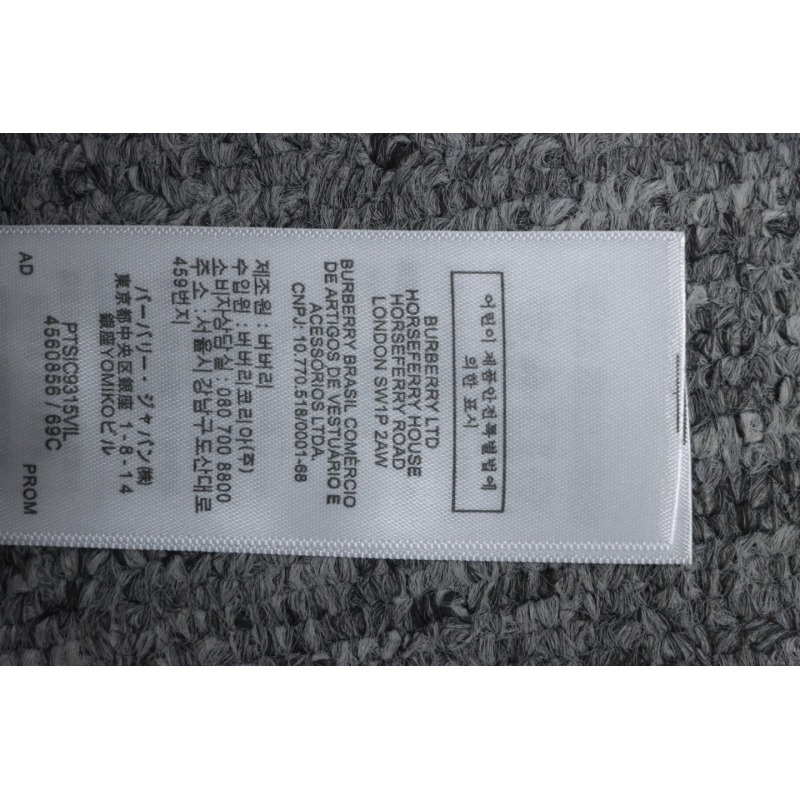 어린이 제품안전특별법에
의한 표시
BURBERRY LTD
HORSEFERRY HOUSE
HORSEFERRY ROAD
LONDON SW1P 2AW
BURBERRY BRASIL COMÉRCIO
DE ARTIGOS DE VESTUÁRIO E
ACESSORIOS LTDA.
CNPJ: 10.770.518/0001-68
제조원 : 버버리
수입원 : 버버리코리아(주)
소비자상담실 : 080 700 8800
주소 : 서울시 강남구도산대로
459번지
バーバリー・ジャパン㈱
東京都中央区銀座 1-8-14
銀座YOMIKOビル
PTSIC9315VIL
4560856 / 69C
AD PROM